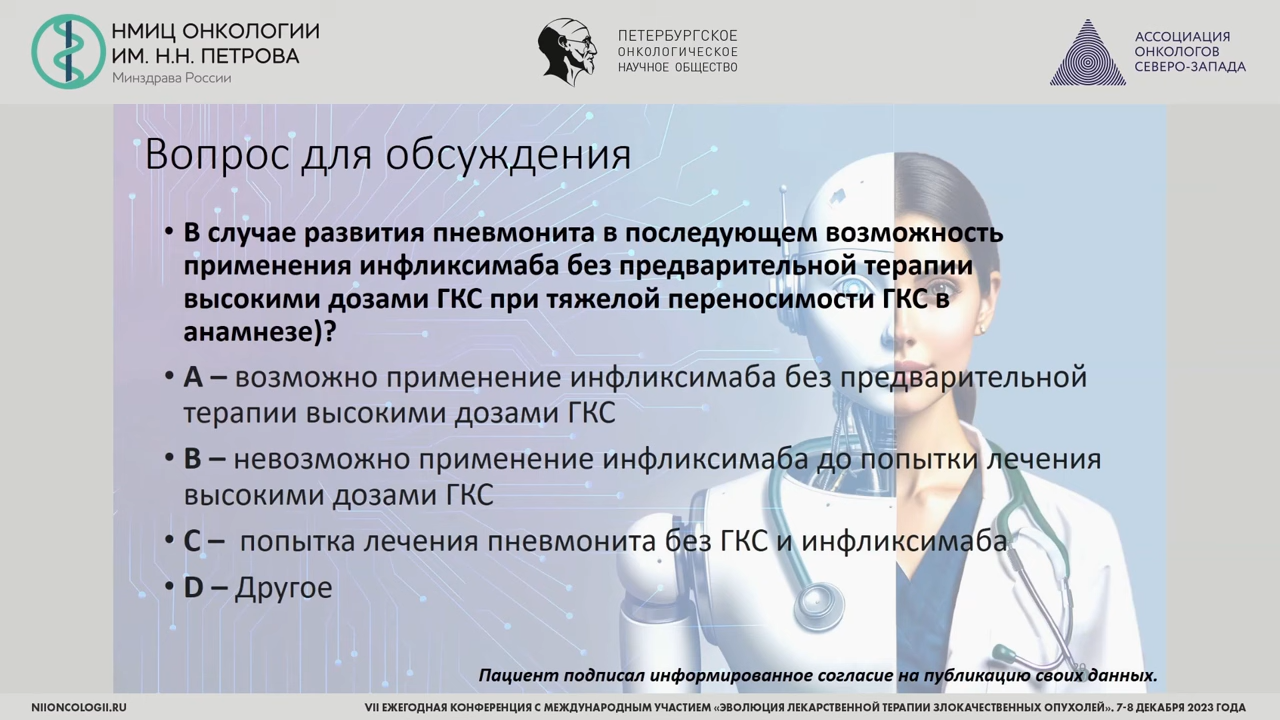 НМИЦ ОНКОЛОГИИ
ИМ. Н.Н. ПЕТРОВА
Минздрава России
ПЕТЕРБУРГСКОЕ
ОНКОЛОГИЧЕСКОЕ
НАУЧНОЕ ОБЩЕСТВО
АССОЦИАЦИЯ
ОНКОЛОГОВ
СЕВЕРО-ЗАПАДА
Вопрос для обсуждения
• В случае развития пневмонита в последующем возможность
применения инфликсимаба без предварительной терапии
высокими дозами ГКС при тяжелой переносимости ГКС в
анамнезе)?
• A – возможно применение инфликсимаба без предварительной
терапии высокими дозами ГКС
• B – невозможно применение инфликсимаба до попытки лечения
высокими дозами ГКС
• C – попытка лечения пневмонита без ГКС и инфликсимаба
• D – Другое
Пациент подписал информированное согласие на публикацию своих данных.
NIIONCOLOGII.RU
VII ЕЖЕГОДНАЯ КОНФЕРЕНЦИЯ С МЕЖДУНАРОДНЫМ УЧАСТИЕМ «ЭВОЛЮЦИЯ ЛЕКАРСТВЕННОЙ ТЕРАПИИ ЗЛОКАЧЕСТВЕННЫХ ОПУХОЛЕЙ». 7-8 ДЕКАБРЯ 2023 ГОДА